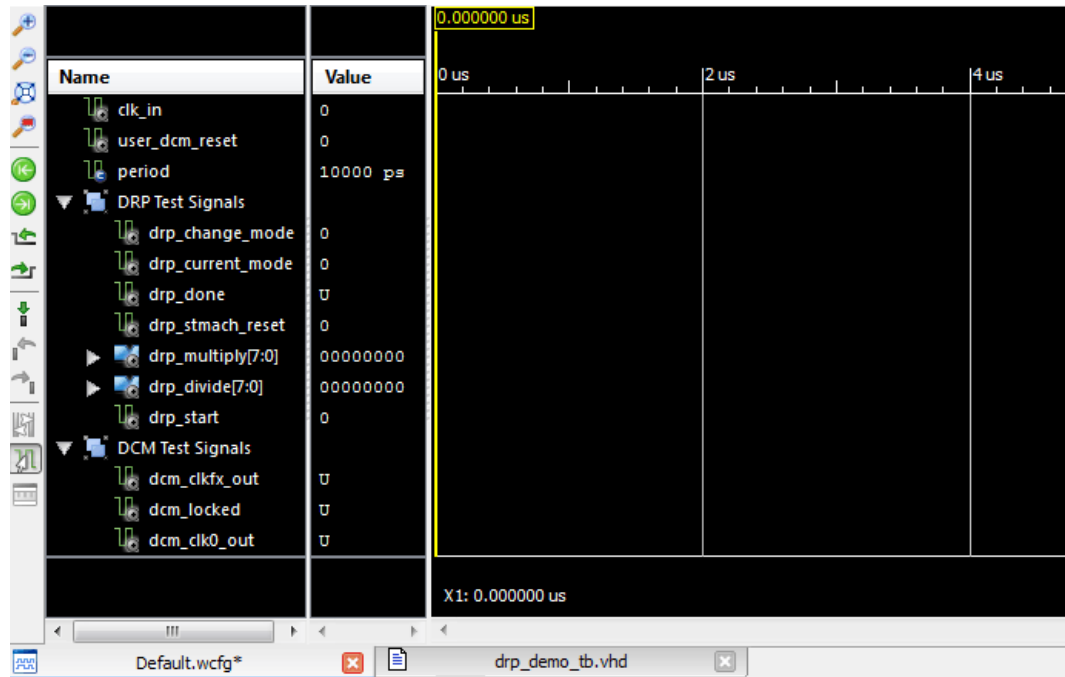 0.000000 us
Name Value 0 us 2 us 4 us
clk_in 0
user_dcm_reset 0
period 10000 ps
DRP Test Signals
drp_change_mode 0
drp_current_mode 0
drp_done U
drp_stmach_reset 0
drp_multiply[7:0] 00000000
drp_divide[7:0] 00000000
drp_start 0
DCM Test Signals
dcm_clkfx_out U
dcm_locked U
dcm_clk0_out U
X1: 0.000000 us
Default.wcfg* drp_demo_tb.vhd